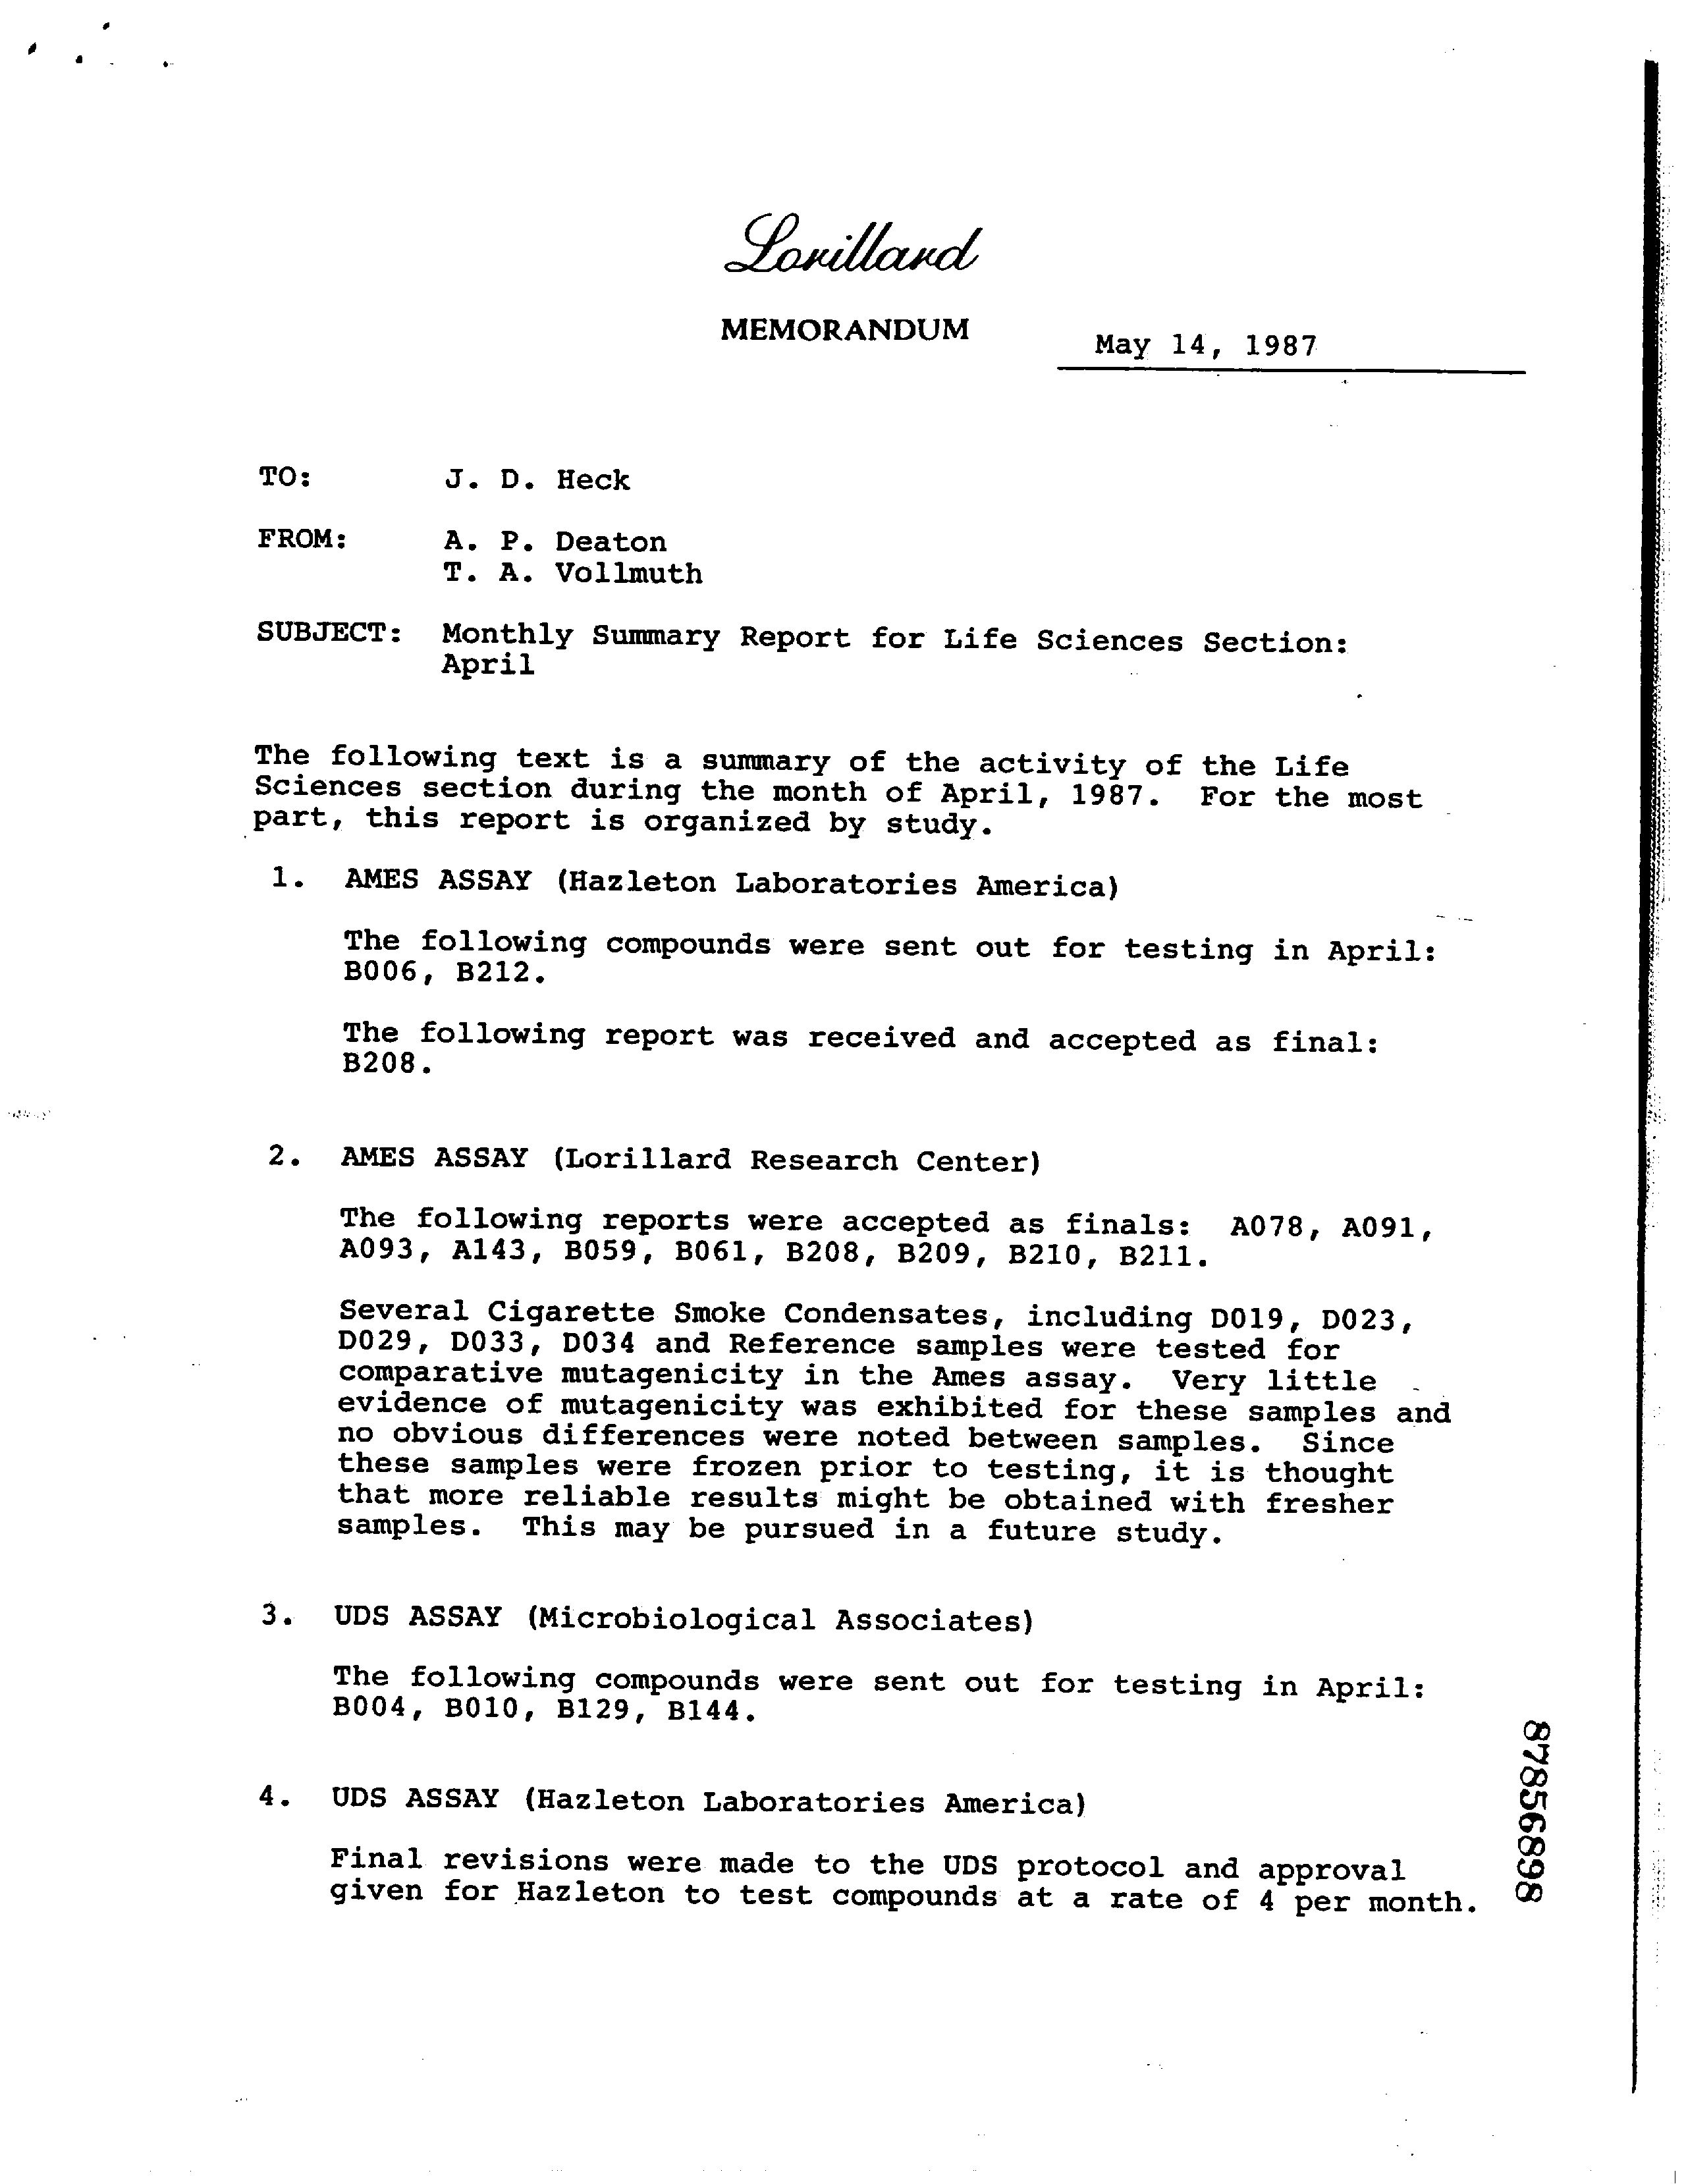 Lorillard
MEMORANDUM
May 14, 1987
TO: J. D. Heck
FROM: A. P. Deaton
T. A. Vollmuth
SUBJECT: Monthly Summary Report for Life Sciences Section:
April
The following text is a summary of the activity of the Life
Sciences section during the month of April, 1987. For the most
part, this report is organized by study.
1. AMES ASSAY (Hazleton Laboratories America)
The following compounds were sent out for testing in April:
B006, B212.
The following report was received and accepted as final:
B208.
2. AMES ASSAY (Lorillard Research Center)
The following reports were accepted as finals: A078, A091,
A093, A143, B059, B061, B208, B209, B210, B211.
Several Cigarette Smoke Condensates, including D019, D023,
D029, D033, D034 and Reference samples were tested for
comparative mutagenicity in the Ames assay. Very little
evidence of mutagenicity was exhibited for these samples and
no obvious differences were noted between samples. Since
these samples were frozen prior to testing, it is thought
that more reliable results might be obtained with fresher
samples. This may be pursued in a future study.
3. UDS ASSAY (Microbiological Associates)
The following compounds were sent out for testing in April:
B004, B010, B129, B144.
4. UDS ASSAY (Hazleton Laboratories America)
Final revisions were made to the UDS protocol and approval
given for Hazleton to test compounds at a rate of 4 per month.
87856898